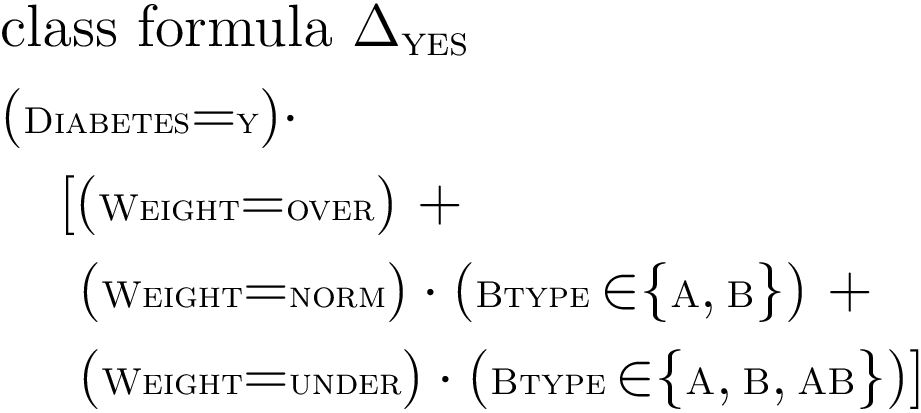 class formula Δ_YES
(DIABETES=Y)·
[(WEIGHT=OVER) +
(WEIGHT=NORM) · (BTYPE ∈{A, B}) +
(WEIGHT=UNDER) · (BTYPE ∈{A, B, AB})]